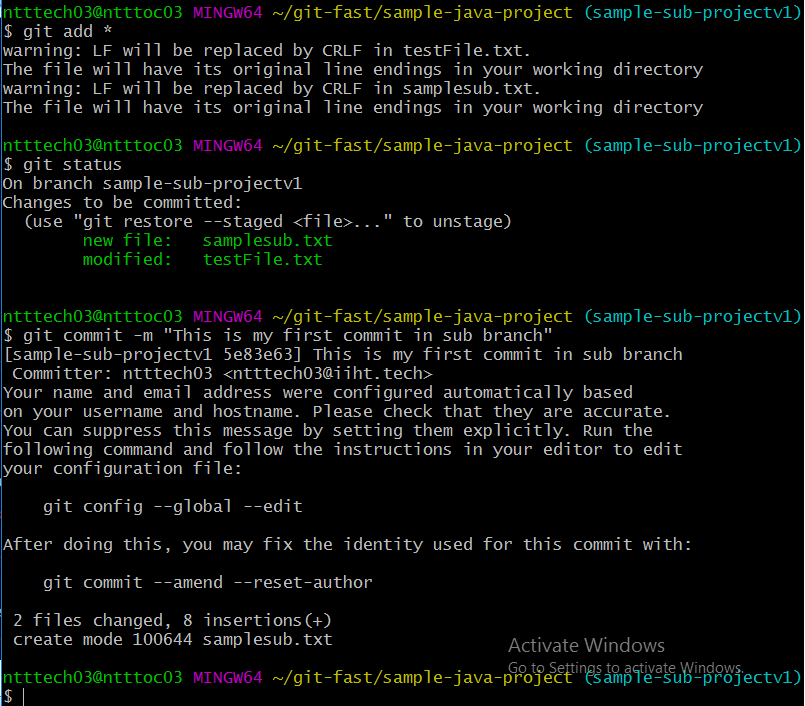 ntttech03@ntttoc03 MINGW64 ~/git-fast/sample-java-project (sample-sub-projectv1)
$ git add *
warning: LF will be replaced by CRLF in testFile.txt.
The file will have its original line endings in your working directory
warning: LF will be replaced by CRLF in samplesub.txt.
The file will have its original line endings in your working directory

ntttech03@ntttoc03 MINGW64 ~/git-fast/sample-java-project (sample-sub-projectv1)
$ git status
On branch sample-sub-projectv1
Changes to be committed:
  (use "git restore --staged <file>..." to unstage)
        new file:   samplesub.txt
        modified:   testFile.txt


ntttech03@ntttoc03 MINGW64 ~/git-fast/sample-java-project (sample-sub-projectv1)
$ git commit -m "This is my first commit in sub branch"
[sample-sub-projectv1 5e83e63] This is my first commit in sub branch
 Committer: ntttech03 <ntttech03@iiht.tech>
Your name and email address were configured automatically based
on your username and hostname. Please check that they are accurate.
You can suppress this message by setting them explicitly. Run the
following command and follow the instructions in your editor to edit
your configuration file:

    git config --global --edit

After doing this, you may fix the identity used for this commit with:

    git commit --amend --reset-author

 2 files changed, 8 insertions(+)
 create mode 100644 samplesub.txt
Activate Windows
Go to Settings to activate Windows.
ntttech03@ntttoc03 MINGW64 ~/git-fast/sample-java-project (sample-sub-projectv1)
$